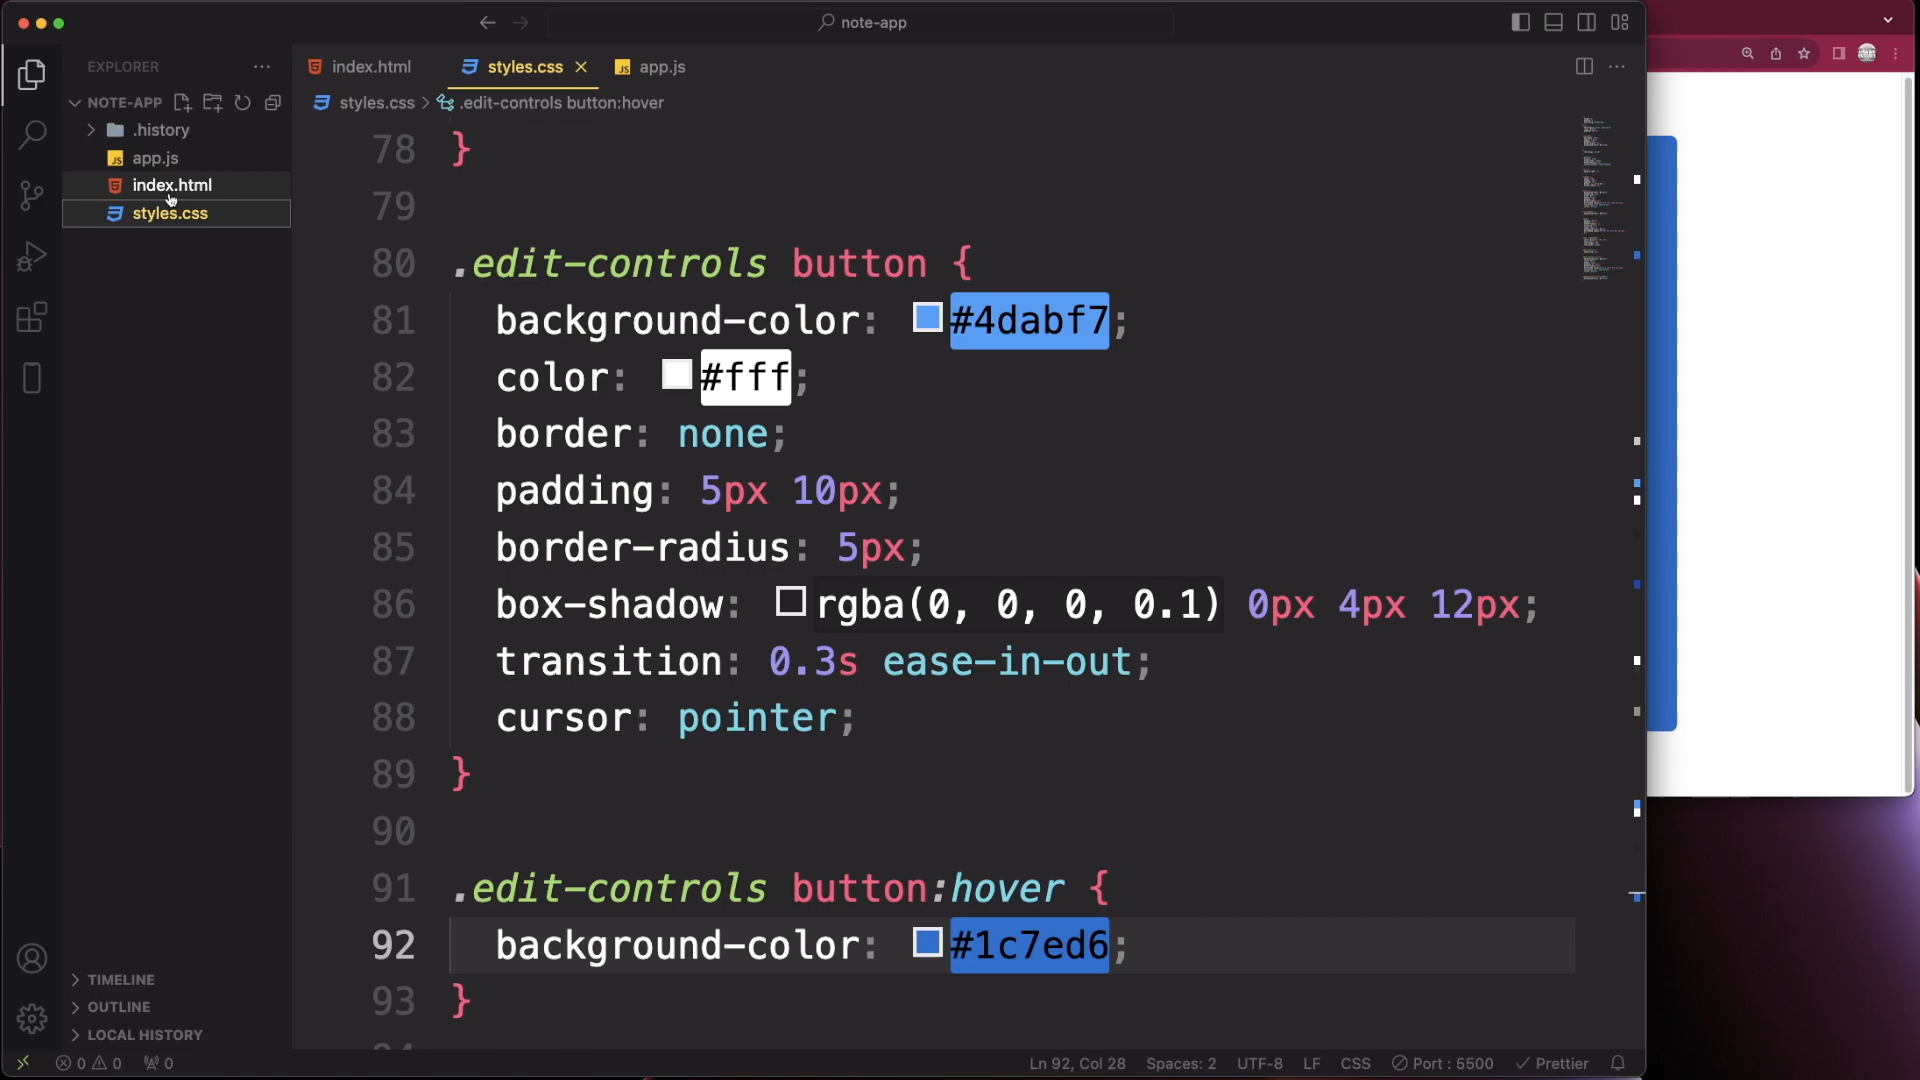 note-app
EXPLORER
NOTE-APP
.history
app.js
index.html
styles.css
TIMELINE
OUTLINE
LOCAL HISTORY
index.html
styles.css
app.js
styles.css > .edit-controls button:hover
78 }
79
80 .edit-controls button {
81 background-color: #4dabf7;
82 color: #fff;
83 border: none;
84 padding: 5px 10px;
85 border-radius: 5px;
86 box-shadow: rgba(0, 0, 0, 0.1) 0px 4px 12px;
87 transition: 0.3s ease-in-out;
88 cursor: pointer;
89 }
90
91 .edit-controls button:hover {
92 background-color: #1c7ed6;
93 }
0 0 0 Ln 92, Col 28 Spaces: 2 UTF-8 LF CSS Port : 5500 Prettier